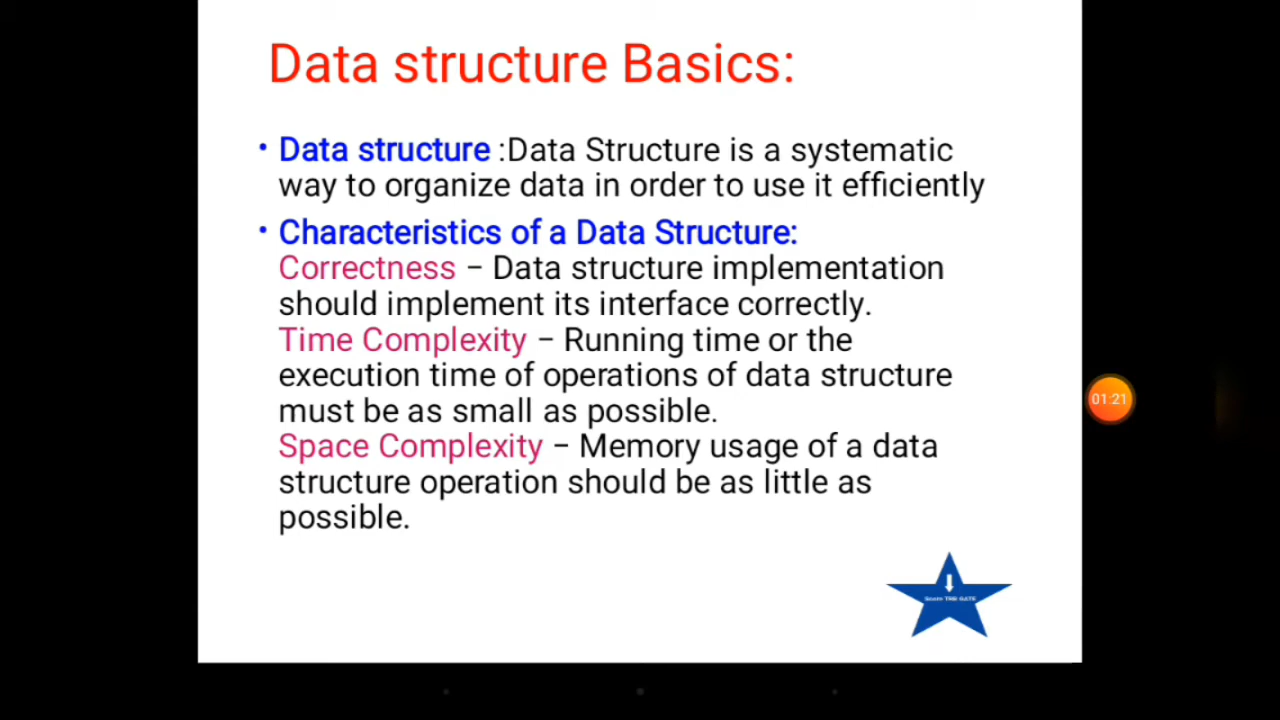 Data structure Basics:
• Data structure :Data Structure is a systematic
way to organize data in order to use it efficiently
• Characteristics of a Data Structure:
Correctness − Data structure implementation
should implement its interface correctly.
Time Complexity − Running time or the
execution time of operations of data structure
must be as small as possible.
Space Complexity − Memory usage of a data
structure operation should be as little as
possible.
01:21
TRB GATE